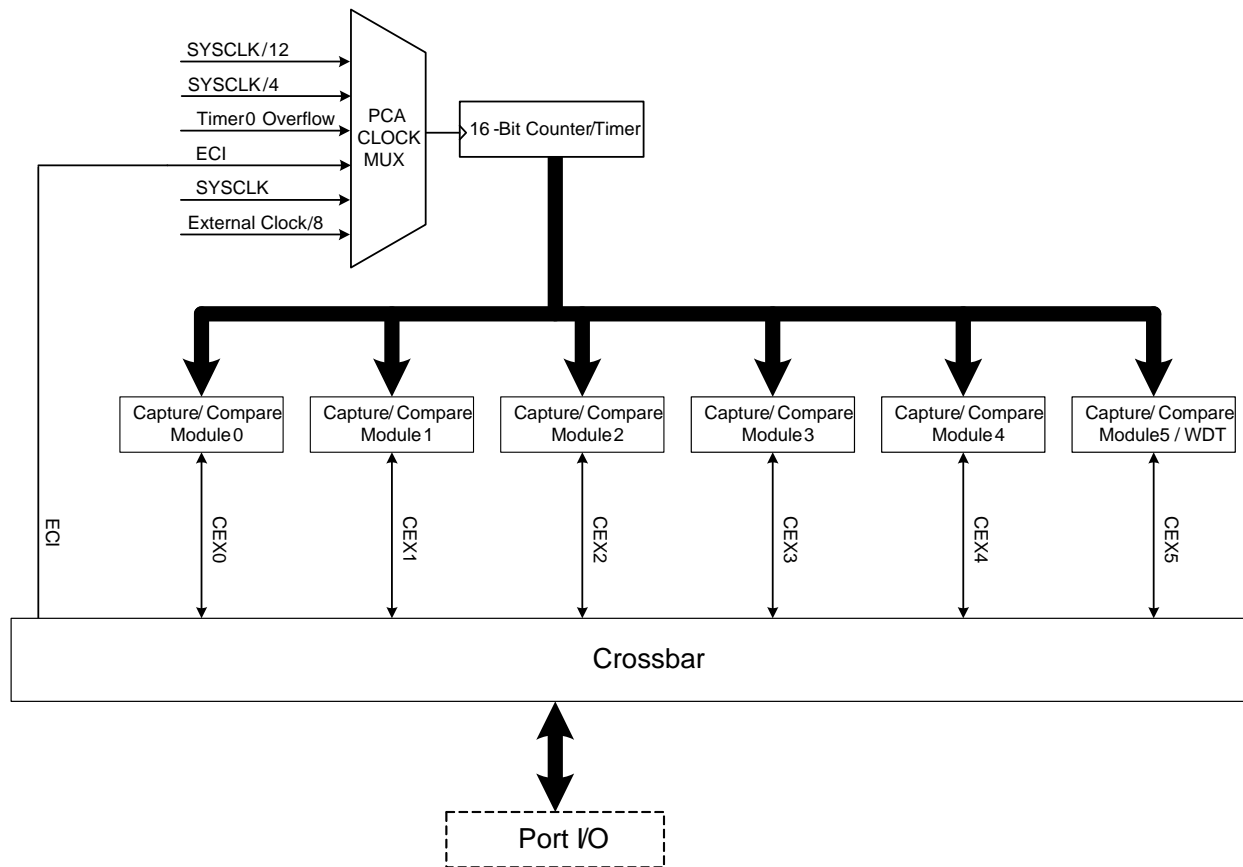 SYSCLK/12
SYSCLK/4
Timer0 Overflow
ECI
SYSCLK
External Clock/8
PCA
CLOCK
MUX
16-Bit Counter/Timer
Capture/Compare
Module0
Capture/Compare
Module1
Capture/Compare
Module2
Capture/Compare
Module3
Capture/Compare
Module4
Capture/Compare
Module5 / WDT
ECI
CEX0
CEX1
CEX2
CEX3
CEX4
CEX5
Crossbar
Port I/O